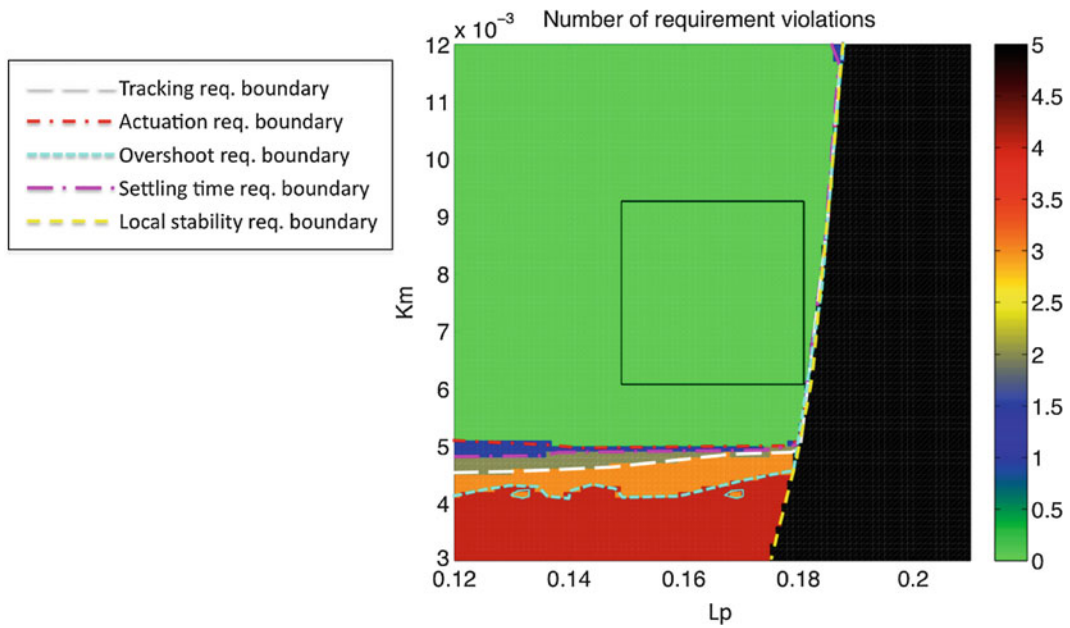 Number of requirement violations
x 10⁻³
12
11
10
9
8
7
6
5
4
3
Km
0.12
0.14
0.16
0.18
0.2
Lp
5
4.5
4
3.5
3
2.5
2
1.5
1
0.5
0
Tracking req. boundary
Actuation req. boundary
Overshoot req. boundary
Settling time req. boundary
Local stability req. boundary